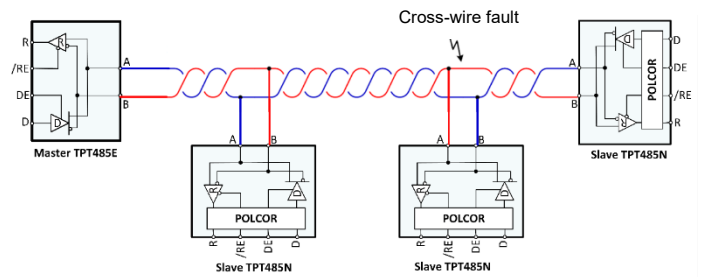 Cross-wire fault
R
/RE
DE
D
R
D
A
B
Master TPT485E
A
B
R
D
POLCOR
R
/RE
DE
D
Slave TPT485N
A
B
R
D
POLCOR
R
/RE
DE
D
Slave TPT485N
A
B
D
R
POLCOR
D
DE
/RE
R
Slave TPT485N